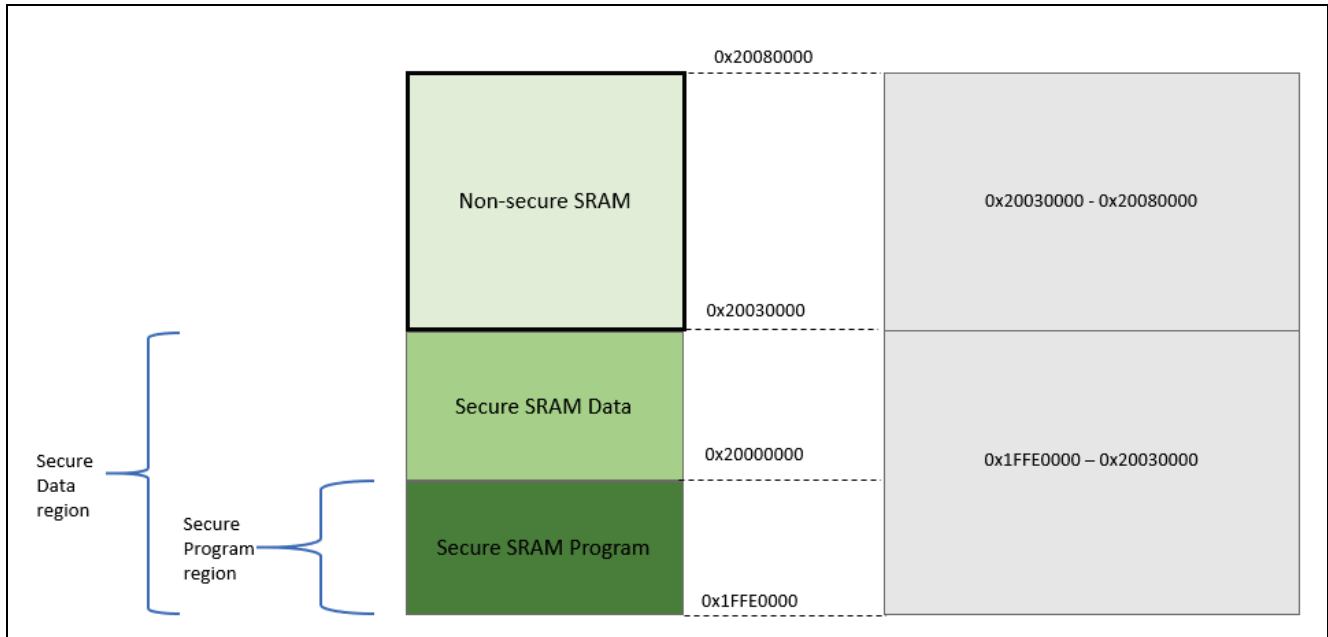 0x20080000
Non-secure SRAM
0x20030000 - 0x20080000
0x20030000
Secure SRAM Data
Secure
Data
region
0x20000000
0x1FFE0000 – 0x20030000
Secure
Program
region
Secure SRAM Program
0x1FFE0000